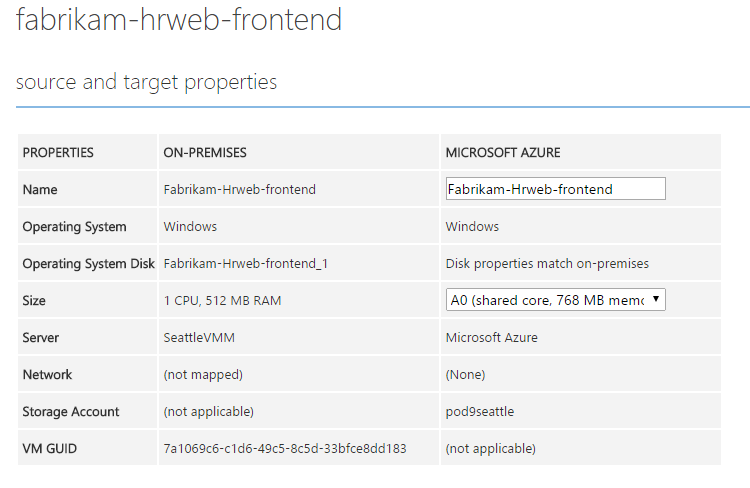 fabrikam-hrweb-frontend
source and target properties
PROPERTIES ON-PREMISES MICROSOFT AZURE
Name Fabrikam-Hrweb-frontend Fabrikam-Hrweb-frontend
Operating System Windows Windows
Operating System Disk Fabrikam-Hrweb-frontend_1 Disk properties match on-premises
Size 1 CPU, 512 MB RAM A0 (shared core, 768 MB memo
Server SeattleVMM Microsoft Azure
Network (not mapped) (None)
Storage Account (not applicable) pod9seattle
VM GUID 7a1069c6-c1d6-49c5-8c5d-33bfce8dd183 (not applicable)